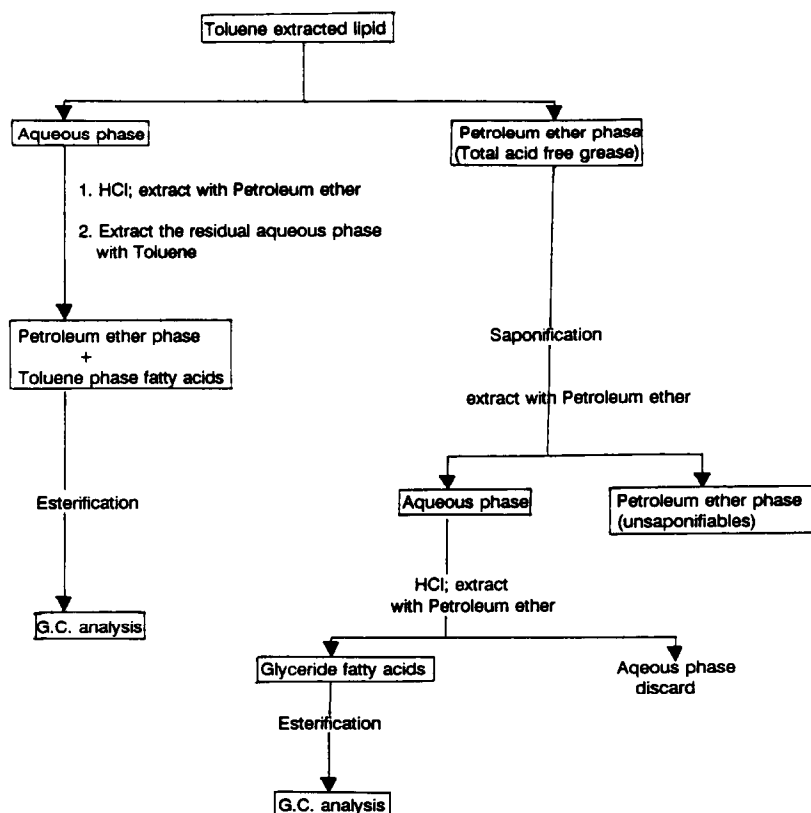 Toluene extracted lipid
Aqueous phase
Petroleum ether phase
(Total acid free grease)
1. HCl; extract with Petroleum ether
2. Extract the residual aqueous phase
with Toluene
Petroleum ether phase
+
Toluene phase fatty acids
Saponification
extract with Petroleum ether
Esterification
Aqueous phase
Petroleum ether phase
(unsaponifiables)
HCl; extract
with Petroleum ether
G.C. analysis
Glyceride fatty acids
Aqeous phase
discard
Esterification
G.C. analysis